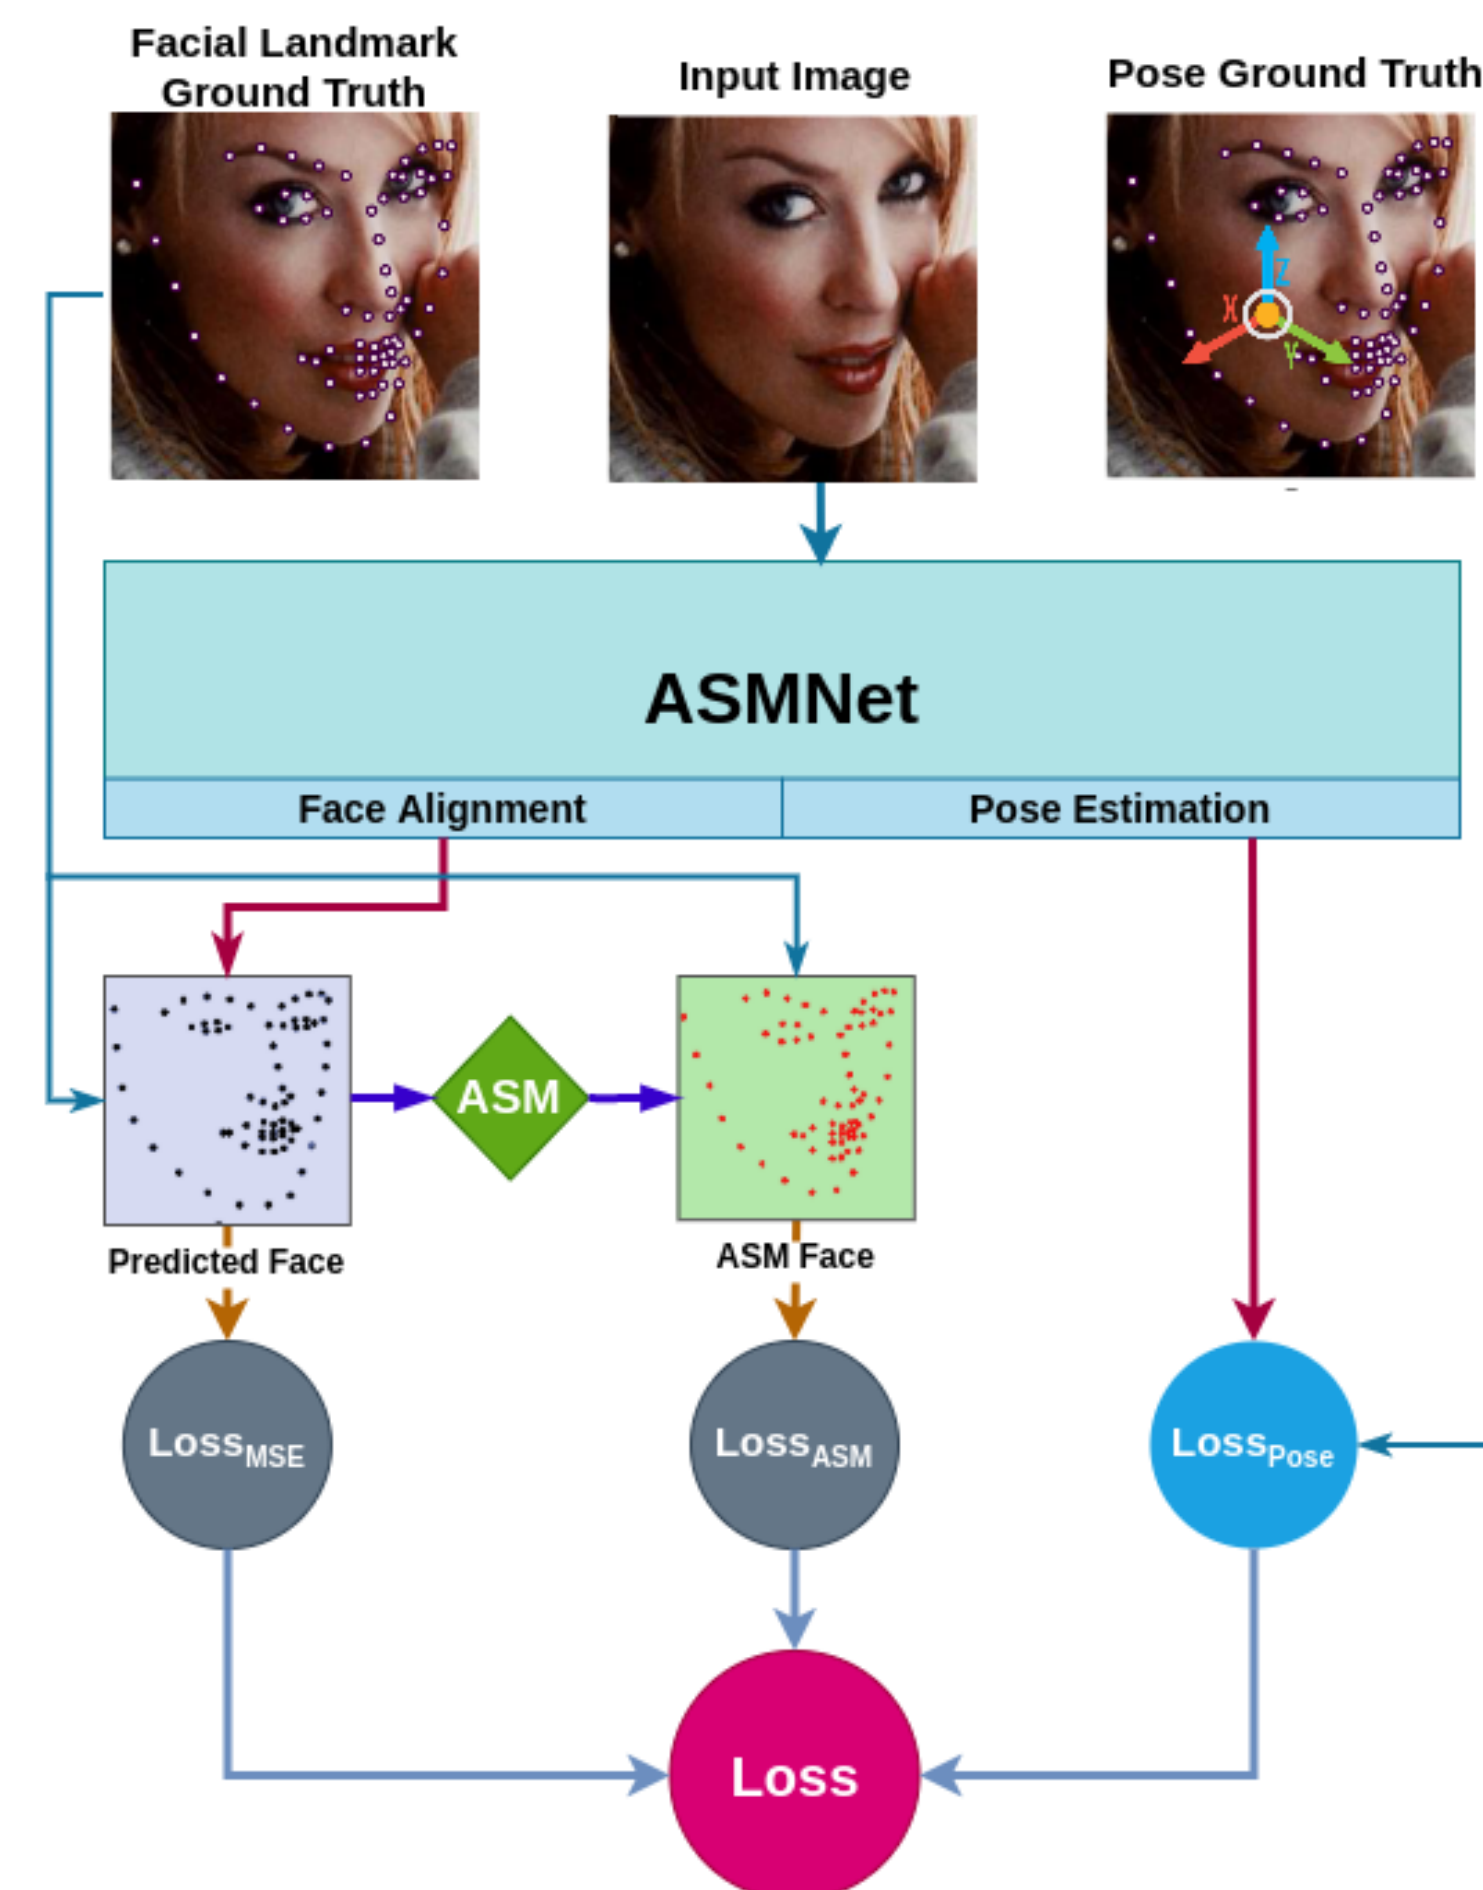 Facial Landmark
Ground Truth
Input Image
Pose Ground Truth
Z
X
Y
ASMNet
Face Alignment
Pose Estimation
ASM
Predicted Face
ASM Face
LossMSE
LossASM
LossPose
Loss